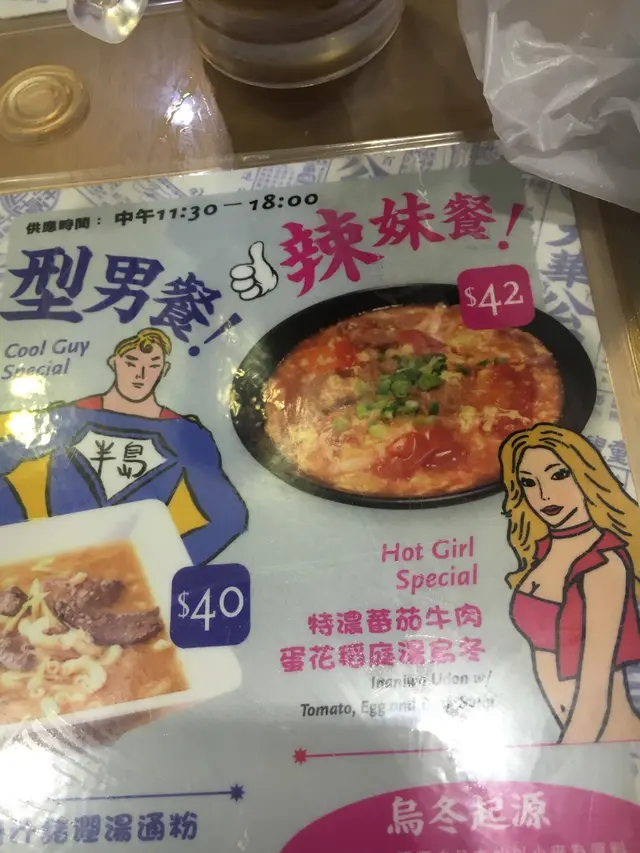 供應時間： 中午11:30－18:00
型男餐!
辣妹餐!
$42
Cool Guy
Special
半島
$40
Hot Girl
Special
特濃蕃茄牛肉
蛋花稻庭湯烏冬
Inaniwa Udon w/
Tomato, Egg and
豬潤湯通粉
烏冬起源